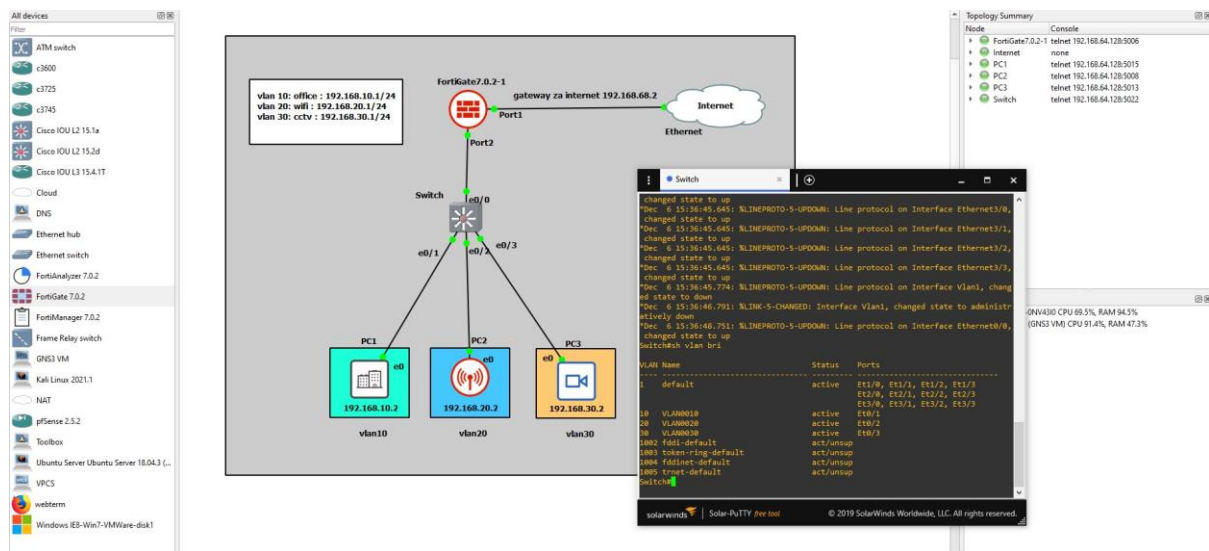 All devices
Filter
ATM switch
c3600
c3725
c3745
Cisco IOU L2 15.1a
Cisco IOU L2 15.2d
Cisco IOU L3 15.4.1T
Cloud
DNS
Ethernet hub
Ethernet switch
FortiAnalyzer 7.0.2
FortiGate 7.0.2
FortiManager 7.0.2
Frame Relay switch
GNS3 VM
Kali Linux 2021.1
NAT
pfSense 2.5.2
Toolbox
Ubuntu Server Ubuntu Server 18.04.3 (...
VPCS
webterm
Windows IE8-Win7-VMWare-disk1
vlan 10: office : 192.168.10.1/24
vlan 20: wifi : 192.168.20.1/24
vlan 30: cctv : 192.168.30.1/24
FortiGate7.0.2-1
gateway za internet 192.168.68.2
Port1
Internet
Ethernet
Port2
Switch
e0/0
e0/1
e0/2
e0/3
PC1
e0
192.168.10.2
vlan10
PC2
e0
192.168.20.2
vlan20
PC3
e0
192.168.30.2
vlan30
Switch
changed state to up
*Dec 6 15:36:45.645: %LINEPROTO-5-UPDOWN: Line protocol on Interface Ethernet3/0,
changed state to up
*Dec 6 15:36:45.645: %LINEPROTO-5-UPDOWN: Line protocol on Interface Ethernet3/1,
changed state to up
*Dec 6 15:36:45.645: %LINEPROTO-5-UPDOWN: Line protocol on Interface Ethernet3/2,
changed state to up
*Dec 6 15:36:45.645: %LINEPROTO-5-UPDOWN: Line protocol on Interface Ethernet3/3,
changed state to up
*Dec 6 15:36:45.774: %LINEPROTO-5-UPDOWN: Line protocol on Interface Vlan1, chang
ed state to down
*Dec 6 15:36:46.791: %LINK-5-CHANGED: Interface Vlan1, changed state to administr
atively down
*Dec 6 15:36:48.751: %LINEPROTO-5-UPDOWN: Line protocol on Interface Ethernet0/0,
changed state to up
Switch#sh vlan bri
VLAN Name Status Ports
1 default active Et1/0, Et1/1, Et1/2, Et1/3
Et2/0, Et2/1, Et2/2, Et2/3
Et3/0, Et3/1, Et3/2, Et3/3
10 VLAN0010 active Et0/1
20 VLAN0020 active Et0/2
30 VLAN0030 active Et0/3
1002 fddi-default act/unsup
1003 token-ring-default act/unsup
1004 fddinet-default act/unsup
1005 trnet-default act/unsup
Switch#
solarwinds Solar-PuTTY free tool © 2019 SolarWinds Worldwide, LLC. All rights reserved.
Topology Summary
Node Console
FortiGate7.0.2-1 telnet 192.168.64.128:5006
Internet none
PC1 telnet 192.168.64.128:5015
PC2 telnet 192.168.64.128:5008
PC3 telnet 192.168.64.128:5013
Switch telnet 192.168.64.128:5022
-0NV43I0 CPU 69.5%, RAM 94.5%
(GNS3 VM) CPU 91.4%, RAM 47.3%